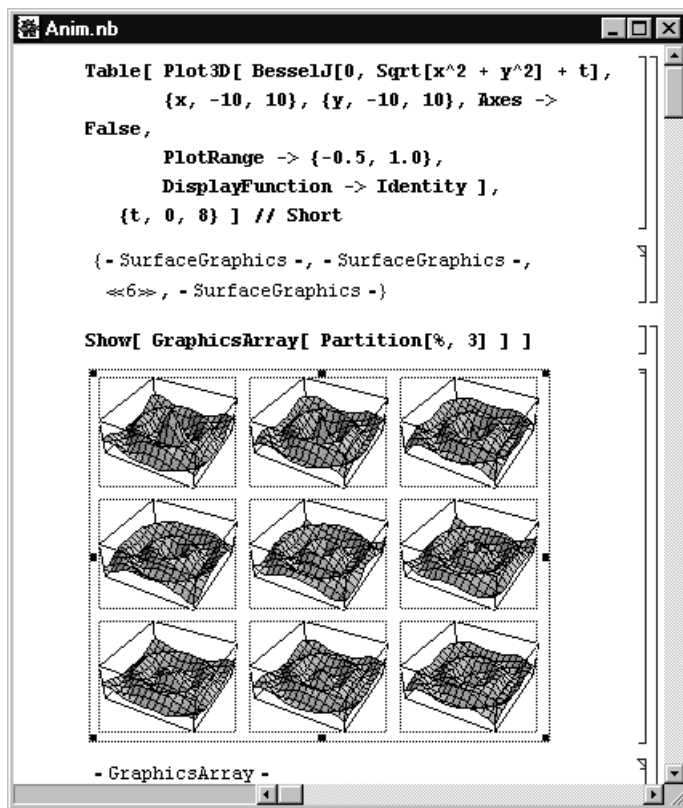 Anim.nb
Table[ Plot3D[ BesselJ[0, Sqrt[x^2 + y^2] + t],
{x, -10, 10}, {y, -10, 10}, Axes ->
False,
PlotRange -> {-0.5, 1.0},
DisplayFunction -> Identity ],
{t, 0, 8} ] // Short
{- SurfaceGraphics -, - SurfaceGraphics -,
≪6≫, - SurfaceGraphics -}
Show[ GraphicsArray[ Partition[%, 3] ] ]
- GraphicsArray -